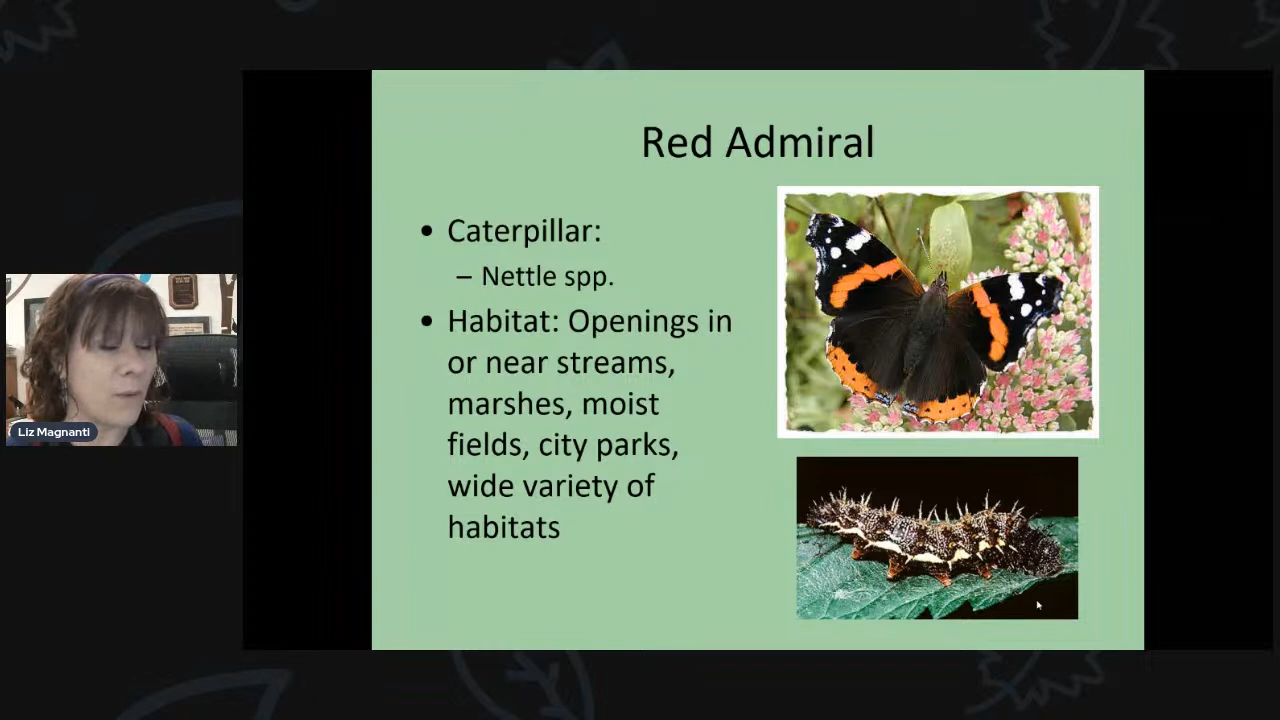 Red Admiral
• Caterpillar:
– Nettle spp.
• Habitat: Openings in
or near streams,
marshes, moist
fields, city parks,
wide variety of
habitats
Liz Magnanti